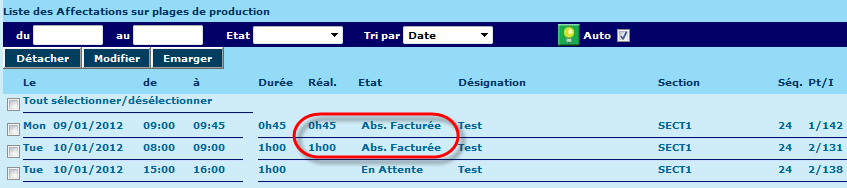 Liste des Affectations sur plages de production
du au Etat Tri par Date Auto
Détacher Modifier Emarger
Le de à Durée Réal. Etat Désignation Section Séq. Pt/I
Tout sélectionner/désélectionner
Mon 09/01/2012 09:00 09:45 0h45 0h45 Abs. Facturée Test SECT1 24 1/142
Tue 10/01/2012 08:00 09:00 1h00 1h00 Abs. Facturée Test SECT1 24 2/131
Tue 10/01/2012 15:00 16:00 1h00 En Attente Test SECT1 24 2/138